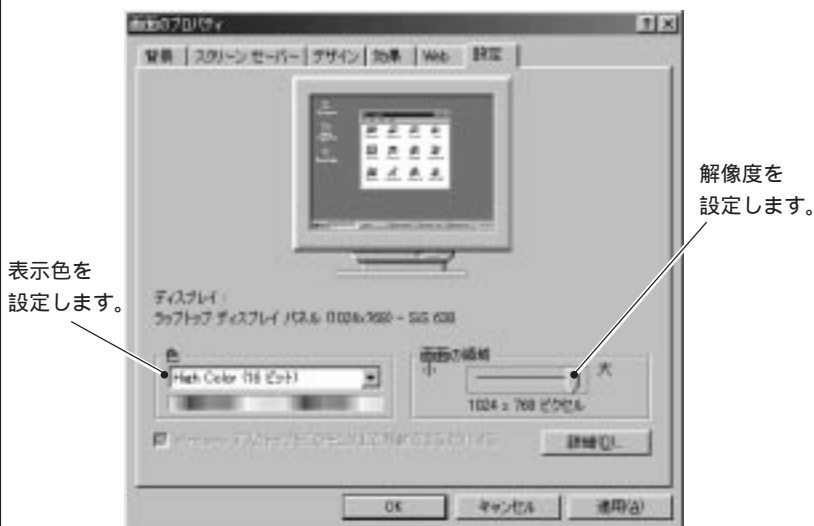 画面のプロパティ
背景 スクリーン セーバー デザイン 効果 Web 設定
解像度を
設定します。
表示色を
設定します。
ディスプレイ :
ラップトップ ディスプレイ パネル (1024x768) - SiS 630
色
画面の領域
High Color (16 ビット)
小
大
1024 x 768 ピクセル
詳細(D)...
OK
キャンセル
適用(A)